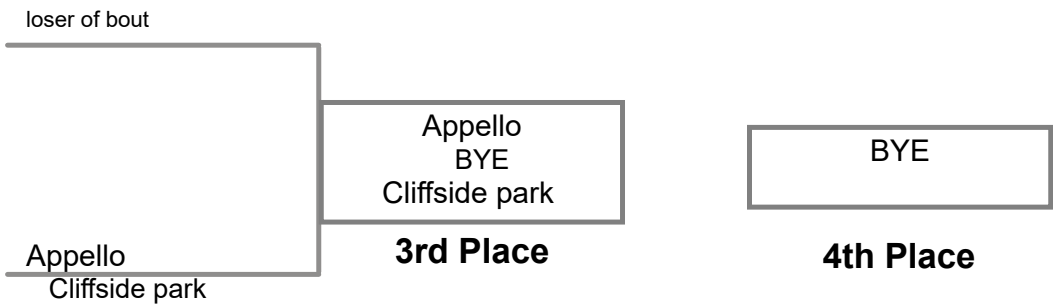 loser of bout
Appello
BYE
Cliffside park
3rd Place
BYE
4th Place
Appello
Cliffside park